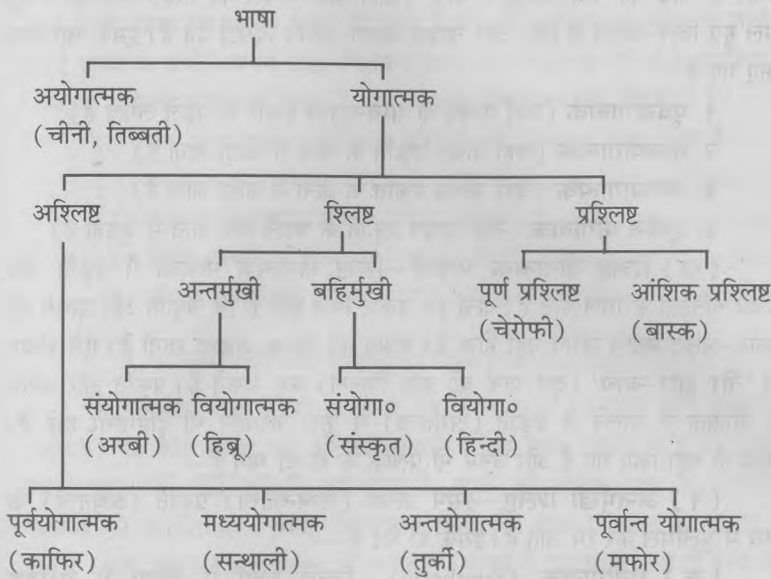 भाषा
अयोगात्मक योगात्मक
(चीनी, तिब्बती)
अश्लिष्ट श्लिष्ट प्रश्लिष्ट
अन्तर्मुखी बहिर्मुखी पूर्ण प्रश्लिष्ट आंशिक प्रश्लिष्ट
(चेरोफी) (बास्क)
संयोगात्मक वियोगात्मक संयोगा० वियोगा०
(अरबी) (हिब्रू) (संस्कृत) (हिन्दी)
पूर्वयोगात्मक मध्ययोगात्मक अन्तयोगात्मक पूर्वान्त योगात्मक
(काफिर) (सन्थाली) (तुर्की) (मफोर)